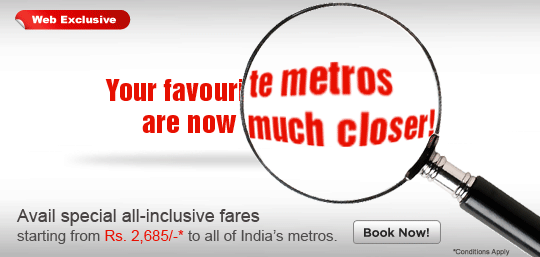 Web Exclusive
Your favourite metros
are now much closer!
Avail special all-inclusive fares
starting from Rs. 2,685/-* to all of India's metros.
Book Now!
*Conditions Apply